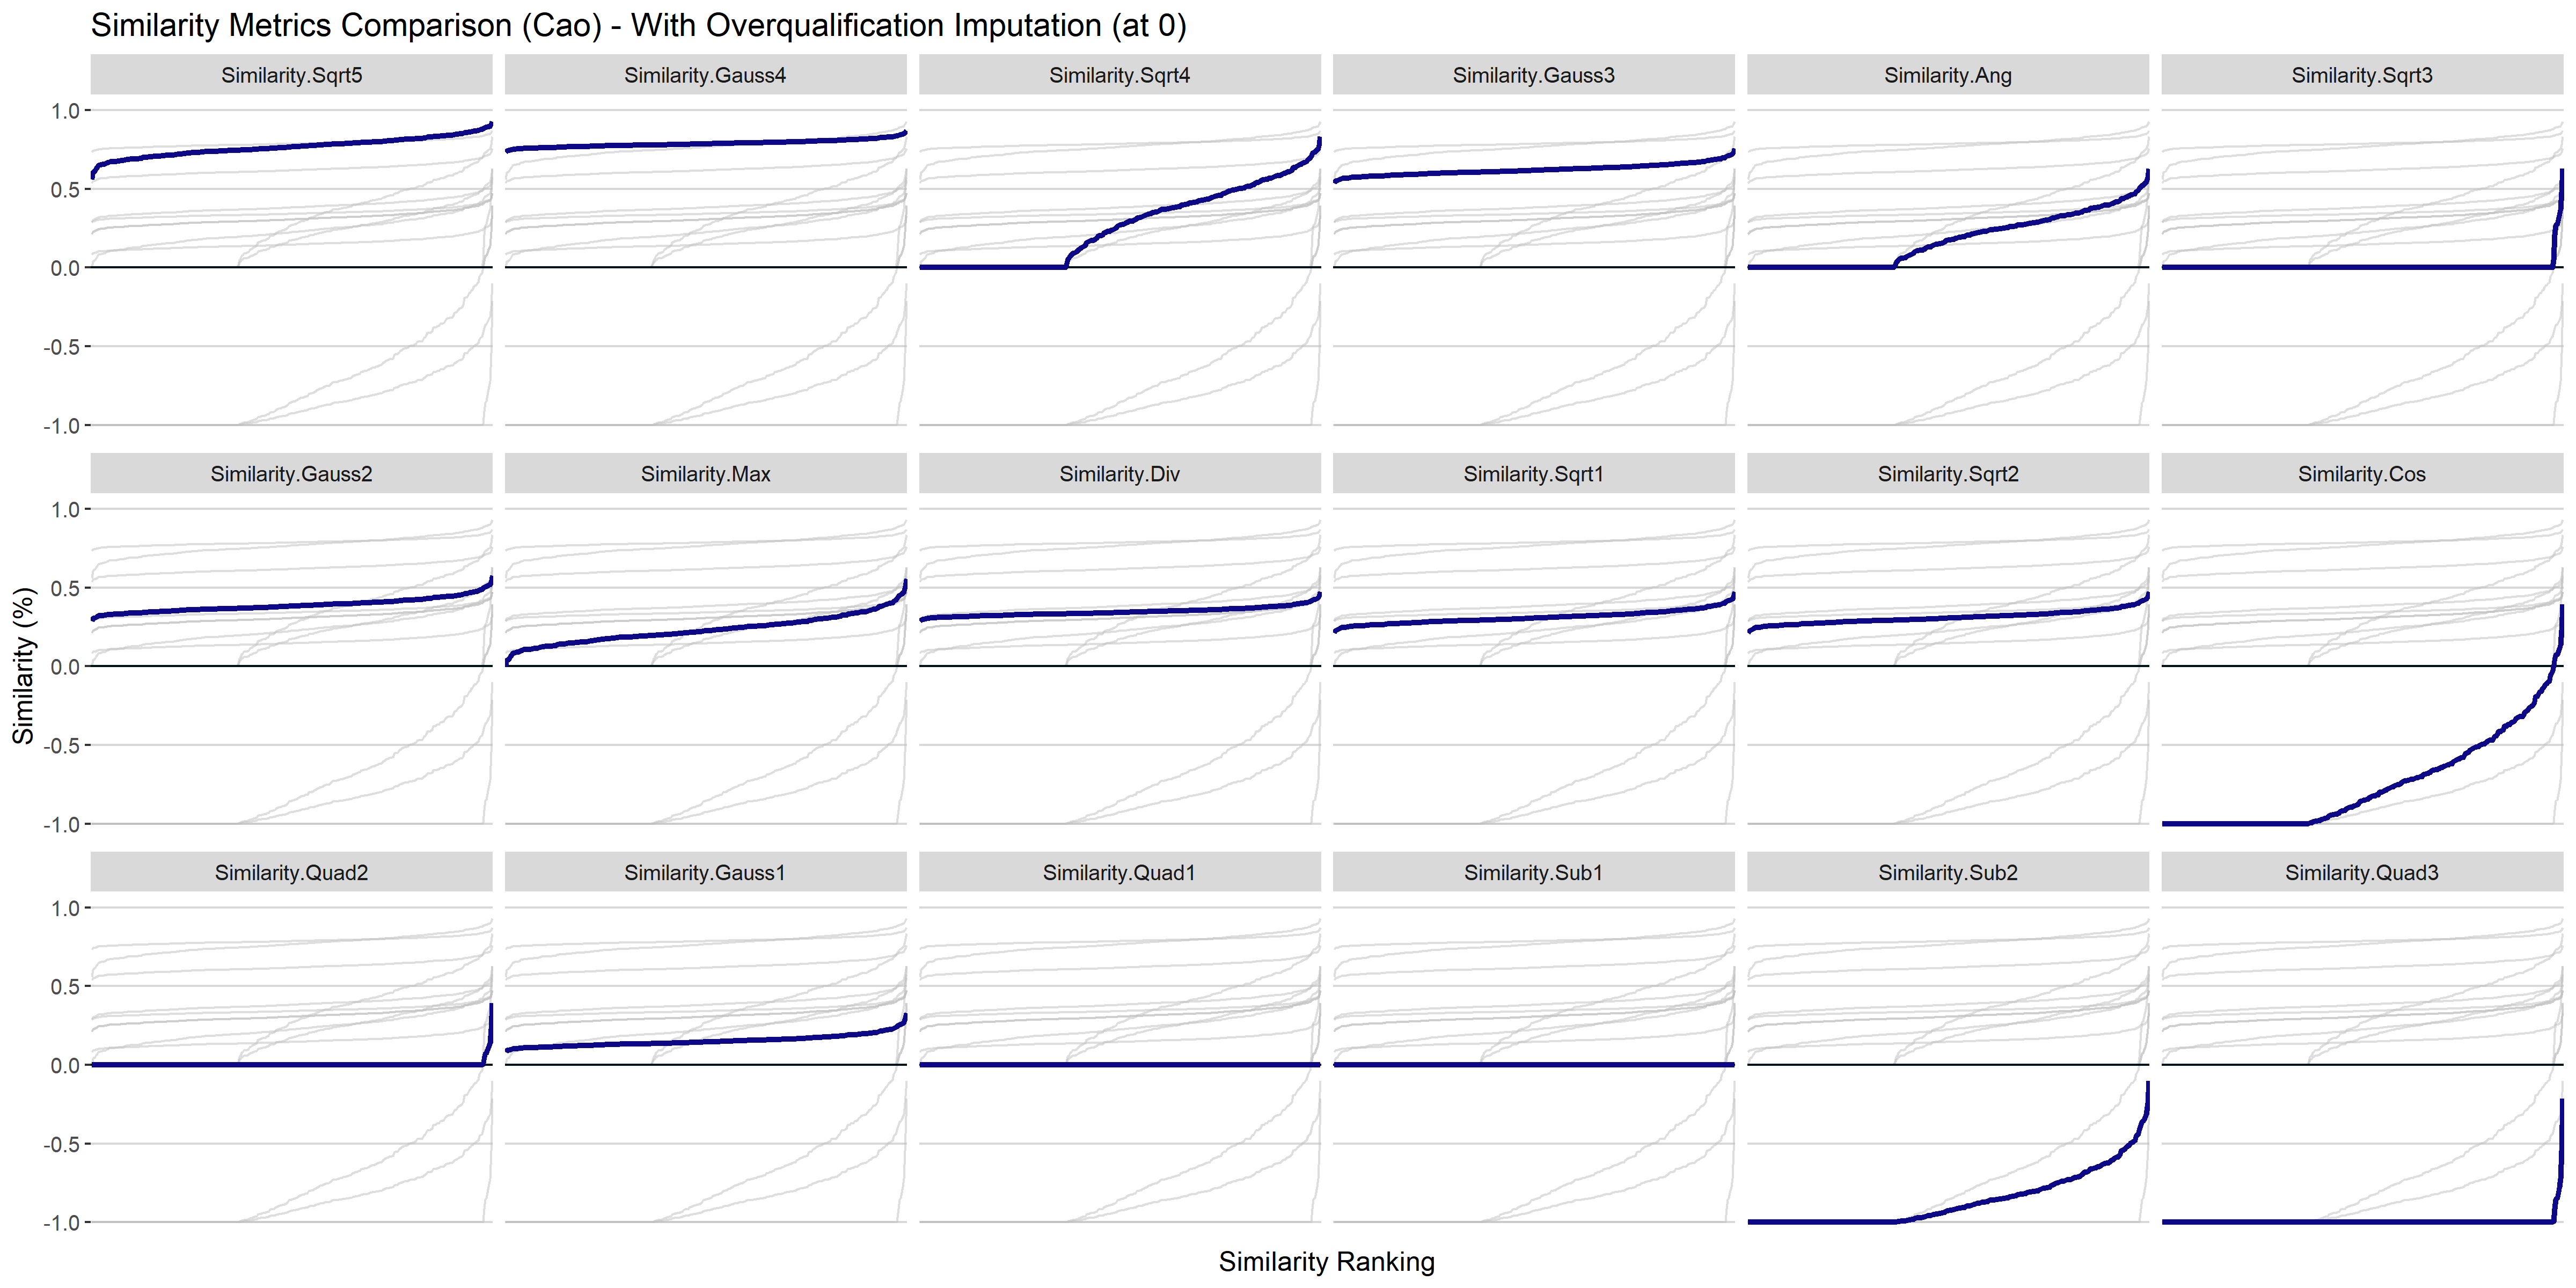 Similarity Metrics Comparison (Cao) - With Overqualification Imputation (at 0)
Similarity.Sqrt5 Similarity.Gauss4 Similarity.Sqrt4 Similarity.Gauss3 Similarity.Ang Similarity.Sqrt3
1.0
0.5
0.0
-0.5
-1.0
Similarity.Gauss2 Similarity.Max Similarity.Div Similarity.Sqrt1 Similarity.Sqrt2 Similarity.Cos
1.0
0.5
0.0
-0.5
-1.0
Similarity (%)
Similarity.Quad2 Similarity.Gauss1 Similarity.Quad1 Similarity.Sub1 Similarity.Sub2 Similarity.Quad3
1.0
0.5
0.0
-0.5
-1.0
Similarity Ranking